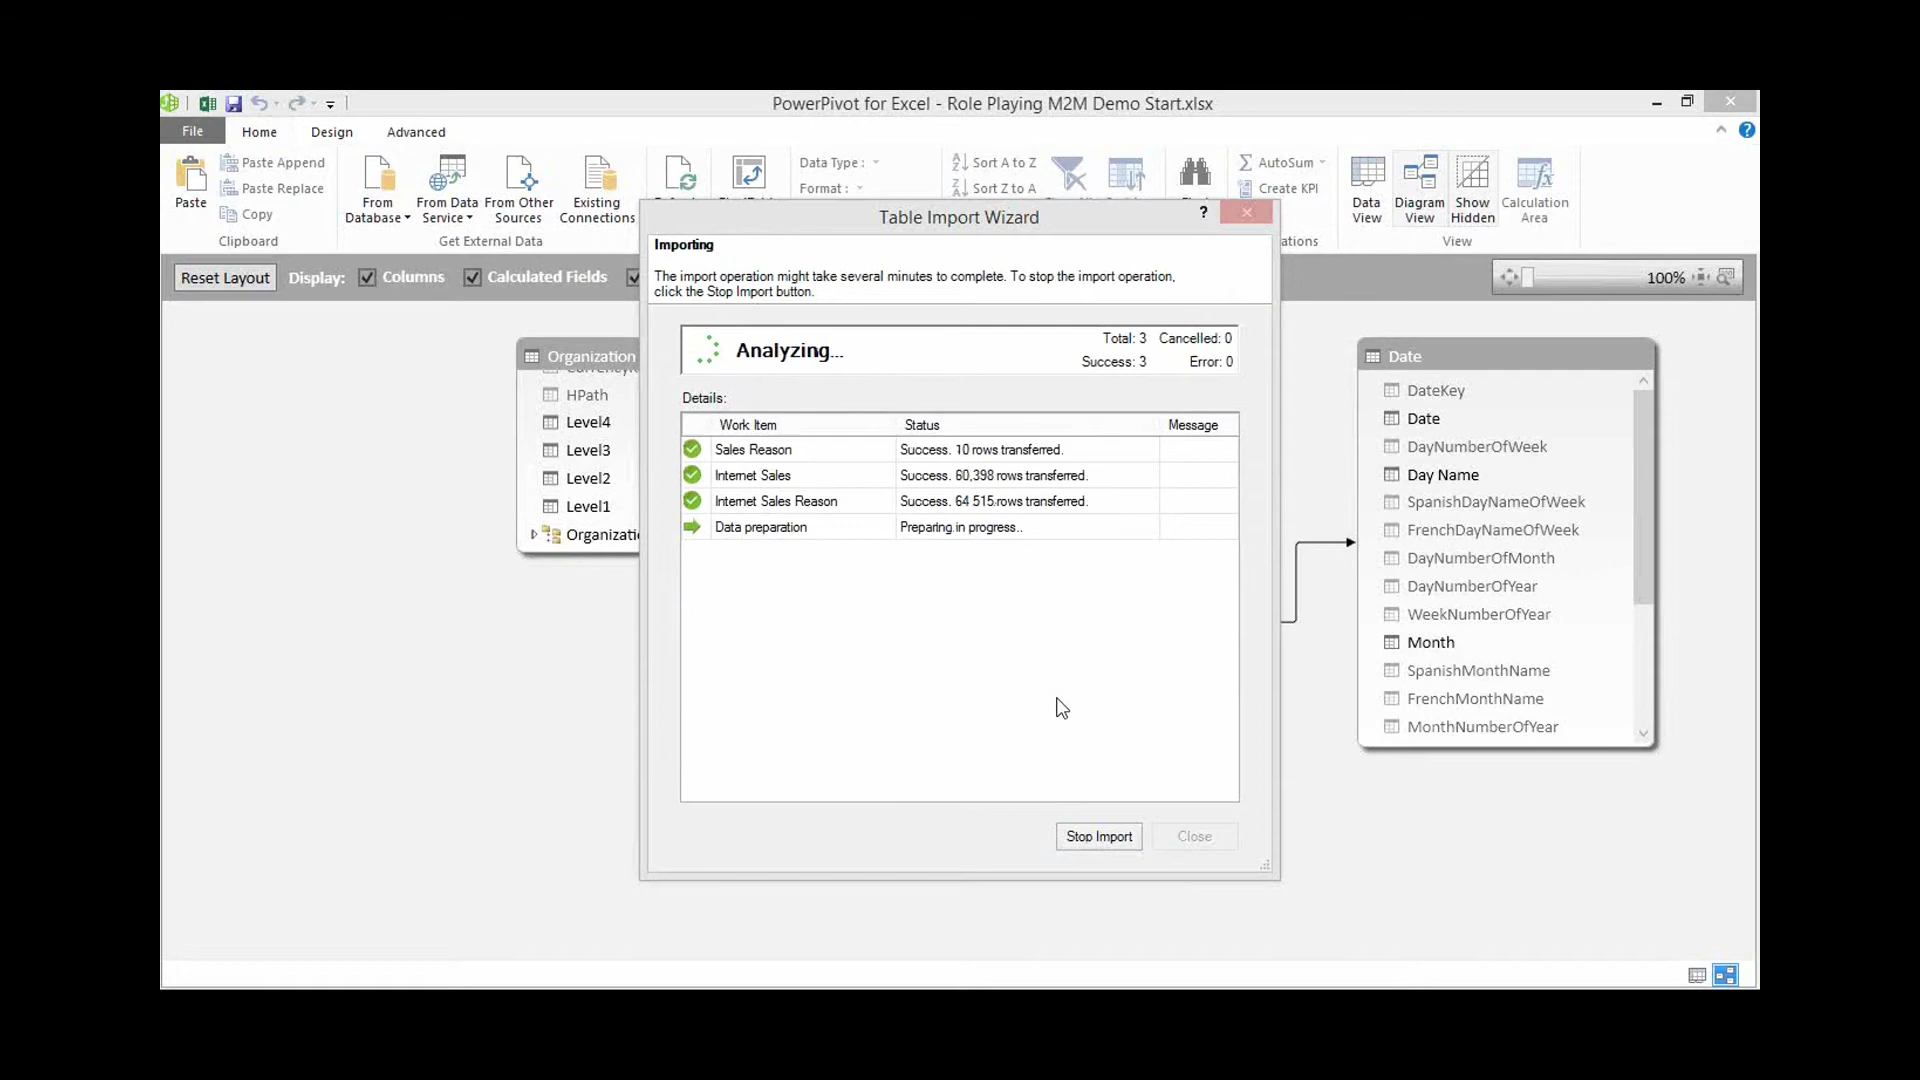 PowerPivot for Excel - Role Playing M2M Demo Start.xlsx
File Home Design Advanced
Paste
Paste Append
Paste Replace
Copy
Clipboard
From Database
From Data Service
From Other Sources
Existing Connections
Get External Data
Data Type :
Format :
Sort A to Z
Sort Z to A
AutoSum
Create KPI
Data View
Diagram View
Show Hidden
Calculation Area
View
Reset Layout Display: Columns Calculated Fields
100%
Table Import Wizard
?
Importing
The import operation might take several minutes to complete. To stop the import operation,
click the Stop Import button.
Analyzing...
Total: 3 Cancelled: 0
Success: 3 Error: 0
Details:
Work Item Status Message
Sales Reason Success. 10 rows transferred.
Internet Sales Success. 60,398 rows transferred.
Internet Sales Reason Success. 64 515 rows transferred.
Data preparation Preparing in progress..
Stop Import Close
Organization
HPath
Level4
Level3
Level2
Level1
Date
DateKey
Date
DayNumberOfWeek
Day Name
SpanishDayNameOfWeek
FrenchDayNameOfWeek
DayNumberOfMonth
DayNumberOfYear
WeekNumberOfYear
Month
SpanishMonthName
FrenchMonthName
MonthNumberOfYear